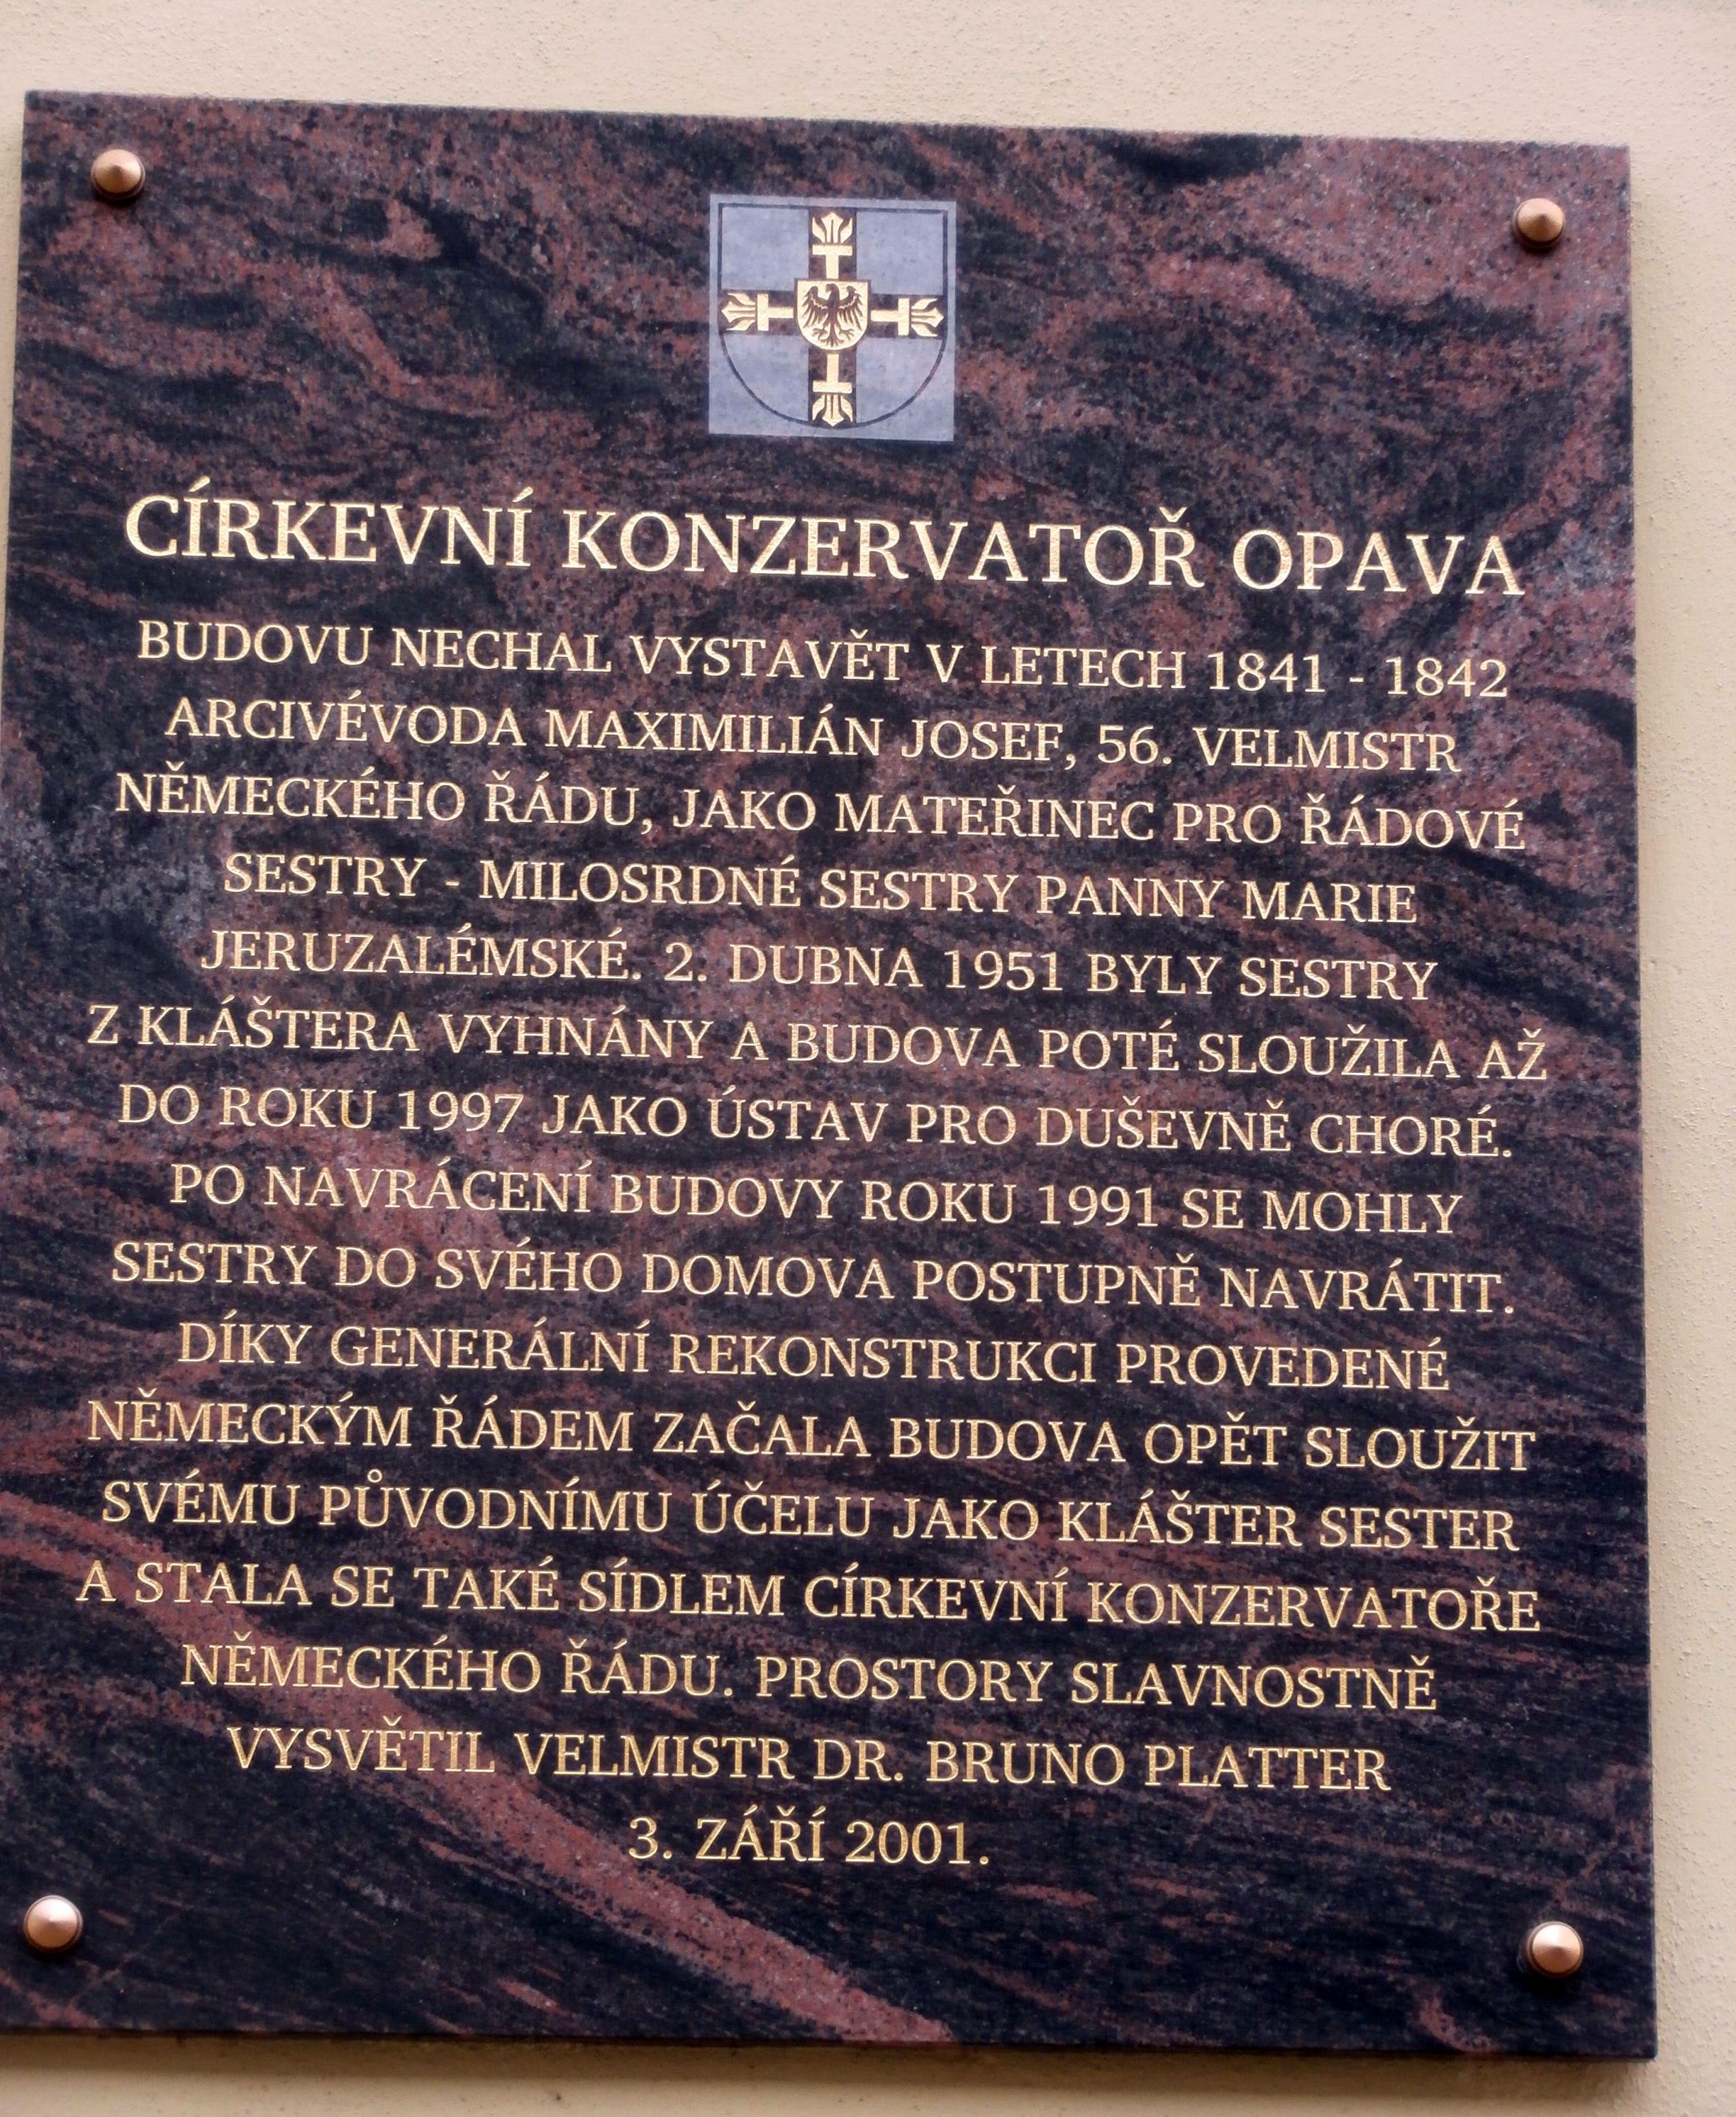 CÍRKEVNÍ KONZERVATOŘ OPAVA
BUDOVU NECHAL VYSTAVĚT V LETECH 1841 - 1842
ARCIVÉVODA MAXIMILIÁN JOSEF, 56. VELMISTR
NĚMECKÉHO ŘÁDU, JAKO MATEŘINEC PRO ŘÁDOVÉ
SESTRY - MILOSRDNÉ SESTRY PANNY MARIE
JERUZALÉMSKÉ. 2. DUBNA 1951 BYLY SESTRY
Z KLÁŠTERA VYHNÁNY A BUDOVA POTÉ SLOUŽILA AŽ
DO ROKU 1997 JAKO ÚSTAV PRO DUŠEVNĚ CHORÉ.
PO NAVRÁCENÍ BUDOVY ROKU 1991 SE MOHLY
SESTRY DO SVÉHO DOMOVA POSTUPNĚ NAVRÁTIT.
DÍKY GENERÁLNÍ REKONSTRUKCI PROVEDENÉ
NĚMECKÝM ŘÁDEM ZAČALA BUDOVA OPĚT SLOUŽIT
SVÉMU PŮVODNÍMU ÚČELU JAKO KLÁŠTER SESTER
A STALA SE TAKÉ SÍDLEM CÍRKEVNÍ KONZERVATOŘE
NĚMECKÉHO ŘÁDU. PROSTORY SLAVNOSTNĚ
VYSVĚTIL VELMISTR DR. BRUNO PLATTER
3. ZÁŘÍ 2001.